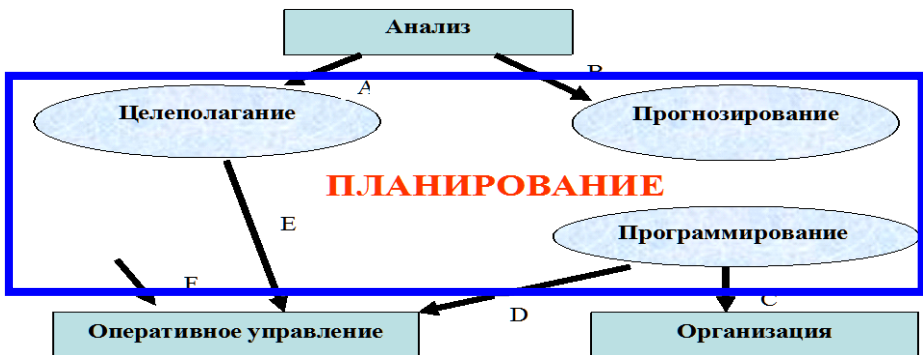 Анализ
A
B
Целеполагание
Прогнозирование
ПЛАНИРОВАНИЕ
E
Программирование
F
D
C
Оперативное управление
Организация